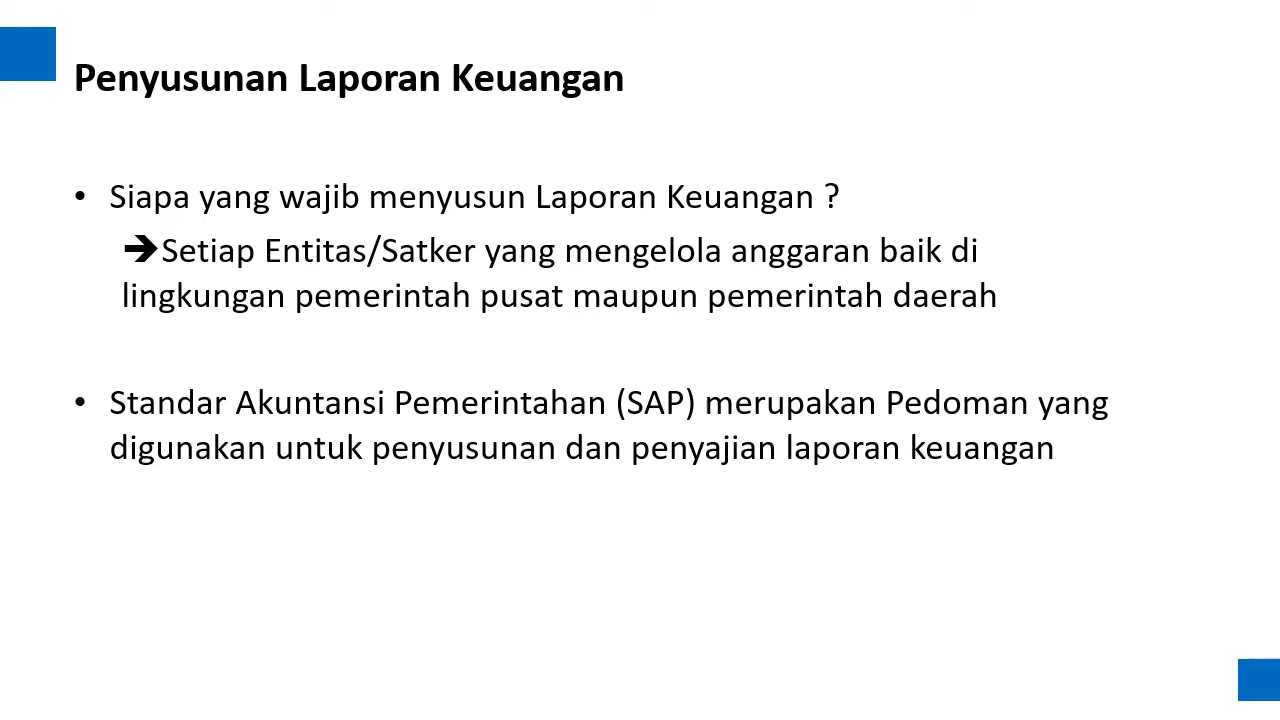 Penyusunan Laporan Keuangan
• Siapa yang wajib menyusun Laporan Keuangan ?
➔Setiap Entitas/Satker yang mengelola anggaran baik di
lingkungan pemerintah pusat maupun pemerintah daerah
• Standar Akuntansi Pemerintahan (SAP) merupakan Pedoman yang
digunakan untuk penyusunan dan penyajian laporan keuangan